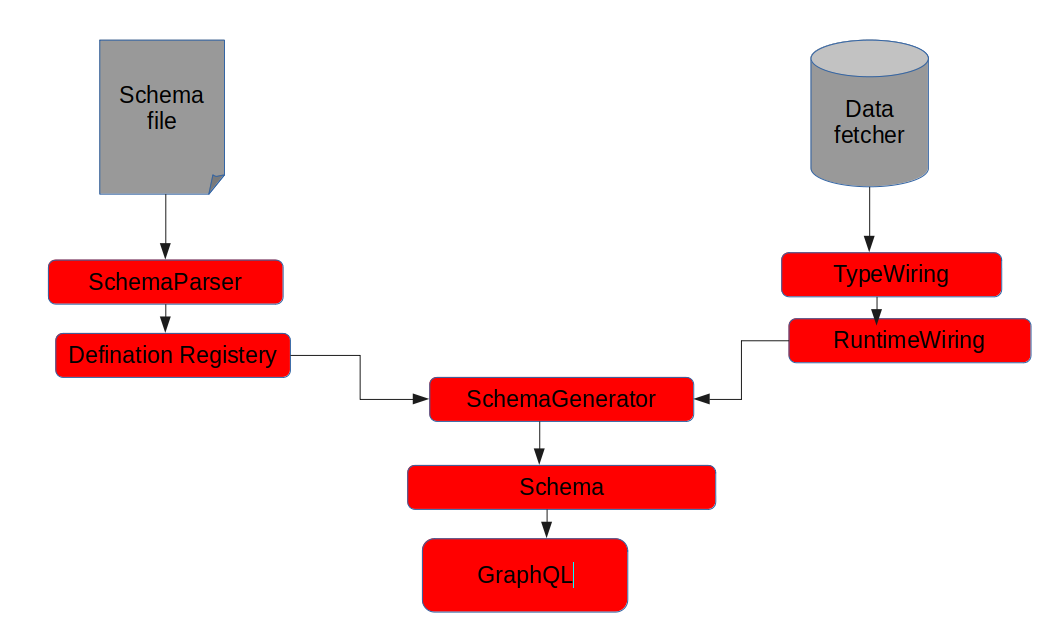 Schema
file
Data
fetcher
SchemaParser
TypeWiring
Defination Registery
RuntimeWiring
SchemaGenerator
Schema
GraphQL